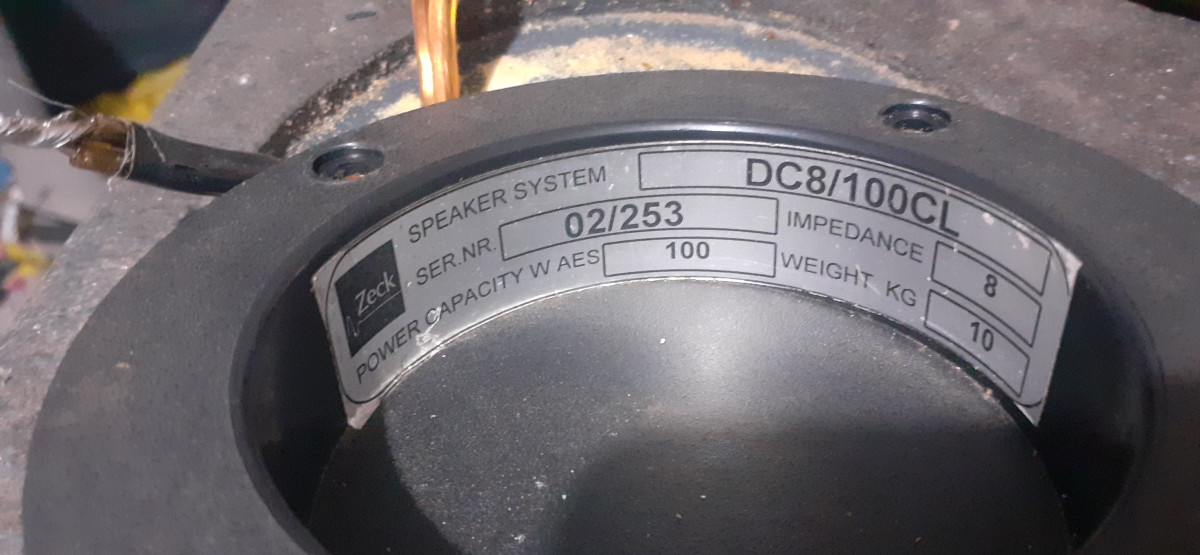 Zeck
SPEAKER SYSTEM DC8/100CL
SER.NR. 02/253 IMPEDANCE 8
POWER CAPACITY W AES 100 WEIGHT KG 10